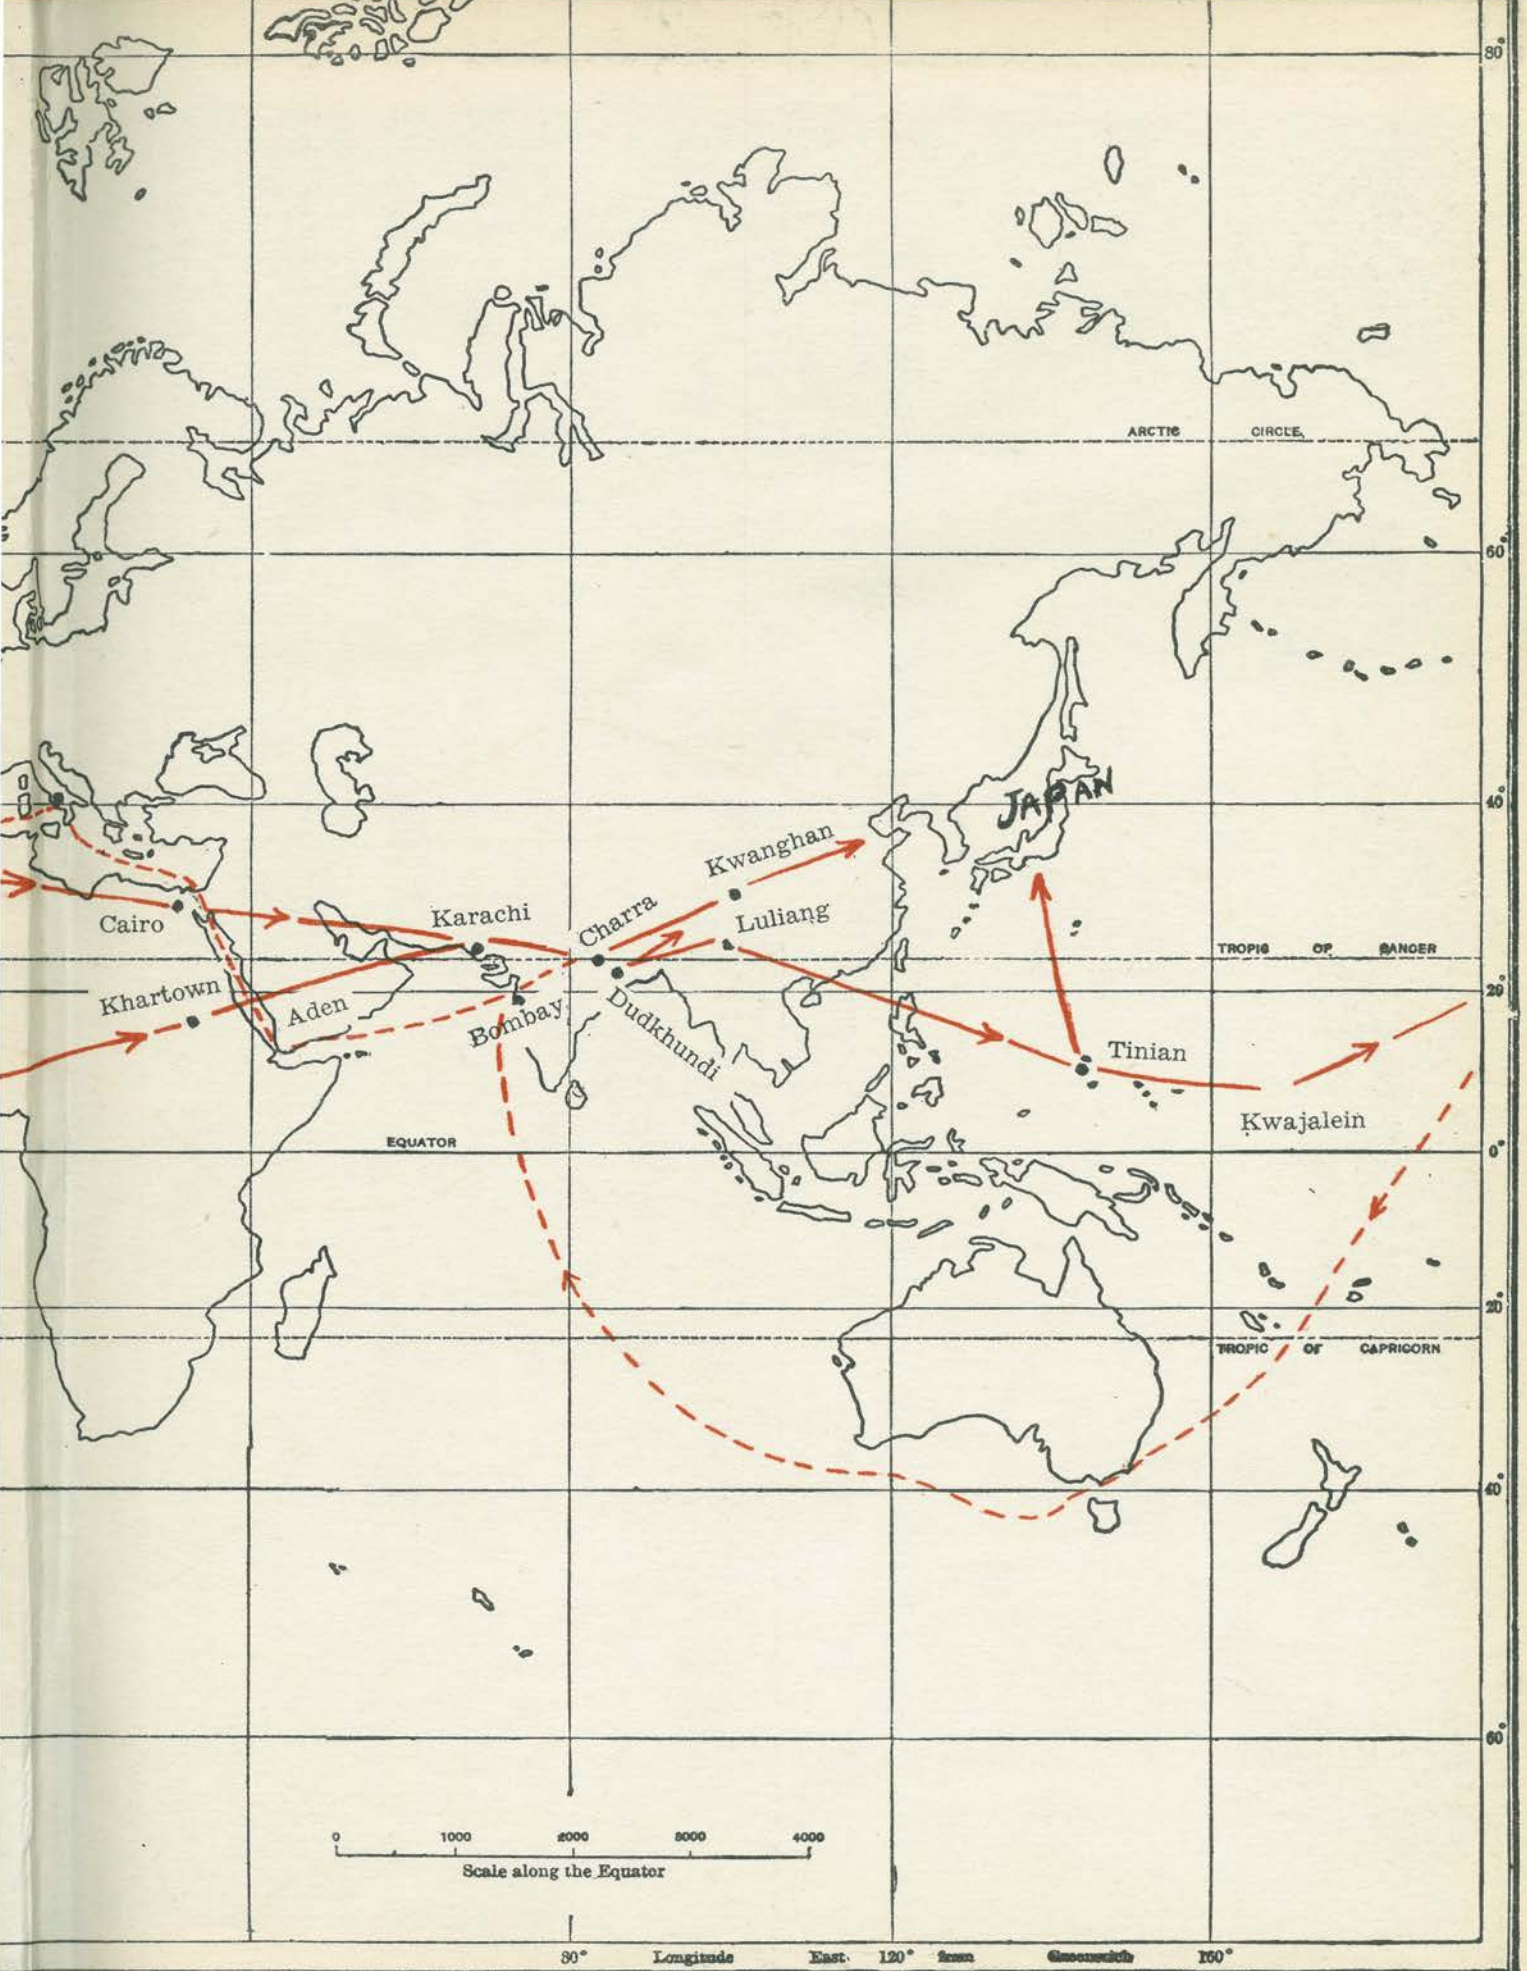 80°
ARCTIC CIRCLE
60°
JAPAN
40°
Kwanghan
Karachi
Charra
Luliang
Cairo
TROPIC OF CANCER
20°
Khartown
Aden
Bombay
Dudkhundi
Tinian
Kwajalein
EQUATOR
0°
20°
TROPIC OF CAPRICORN
40°
60°
0 1000 2000 3000 4000
Scale along the Equator
80° Longitude East 120° from Greenwich 160°